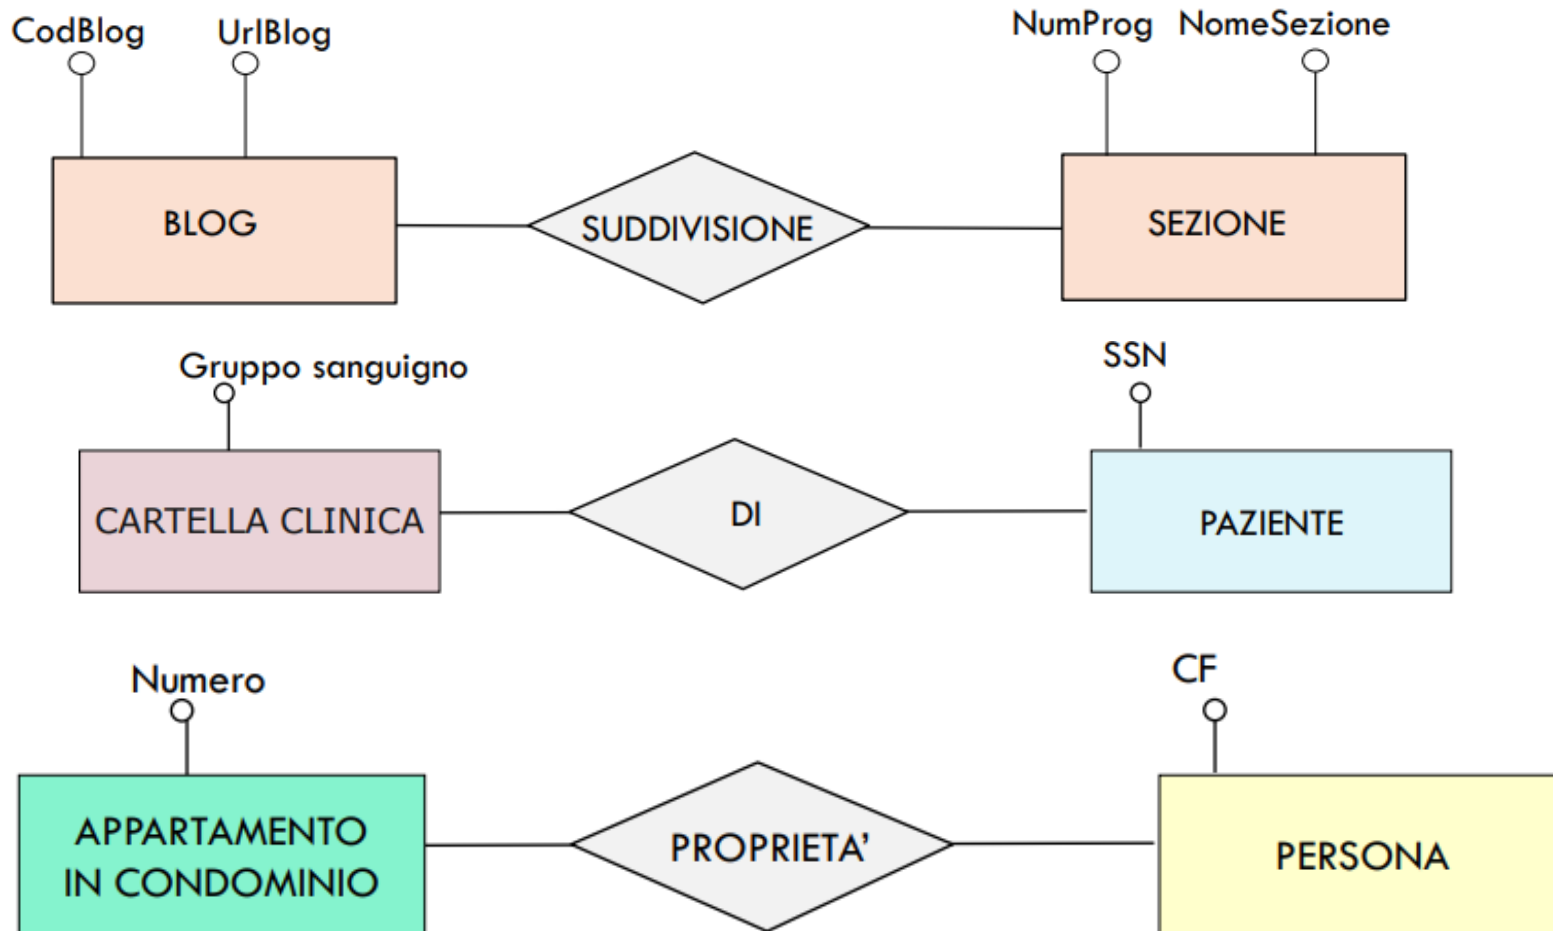 CodBlog
UrlBlog
NumProg
NomeSezione
BLOG
SUDDIVISIONE
SEZIONE
Gruppo sanguigno
SSN
CARTELLA CLINICA
DI
PAZIENTE
Numero
CF
APPARTAMENTO
IN CONDOMINIO
PROPRIETA’
PERSONA